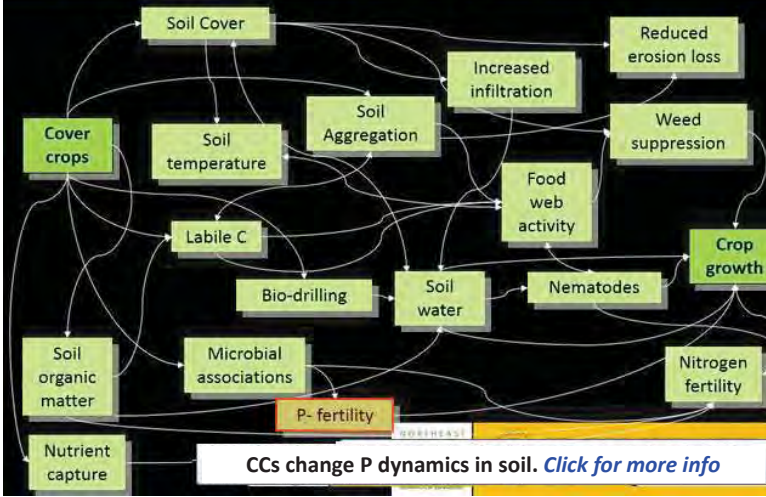 Soil Cover
Reduced
erosion loss
Increased
infiltration
Soil
Aggregation
Weed
suppression
Cover
crops
Soil
temperature
Food
web
activity
Labile C
Crop
growth
Bio-drilling
Soil
water
Nematodes
Soil
organic
matter
Microbial
associations
Nitrogen
fertility
P- fertility
NORTHEAST
Nutrient
capture
CCs change P dynamics in soil. Click for more info